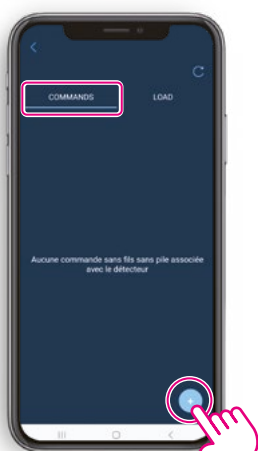 COMMANDS
LOAD
Aucune commande sans fils sans pile associée
avec le détecteur
+